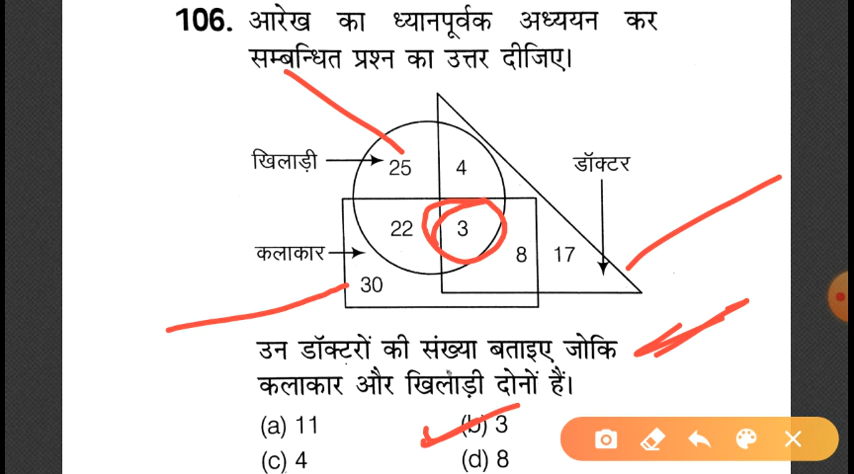 106. आरेख का ध्यानपूर्वक अध्ययन कर
सम्बन्धित प्रश्न का उत्तर दीजिए।
खिलाड़ी
25
4
डॉक्टर
कलाकार
22
3
8
17
30
उन डॉक्टरों की संख्या बताइए जोकि
कलाकार और खिलाड़ी दोनों हैं।
(a) 11
(b) 3
(c) 4
(d) 8